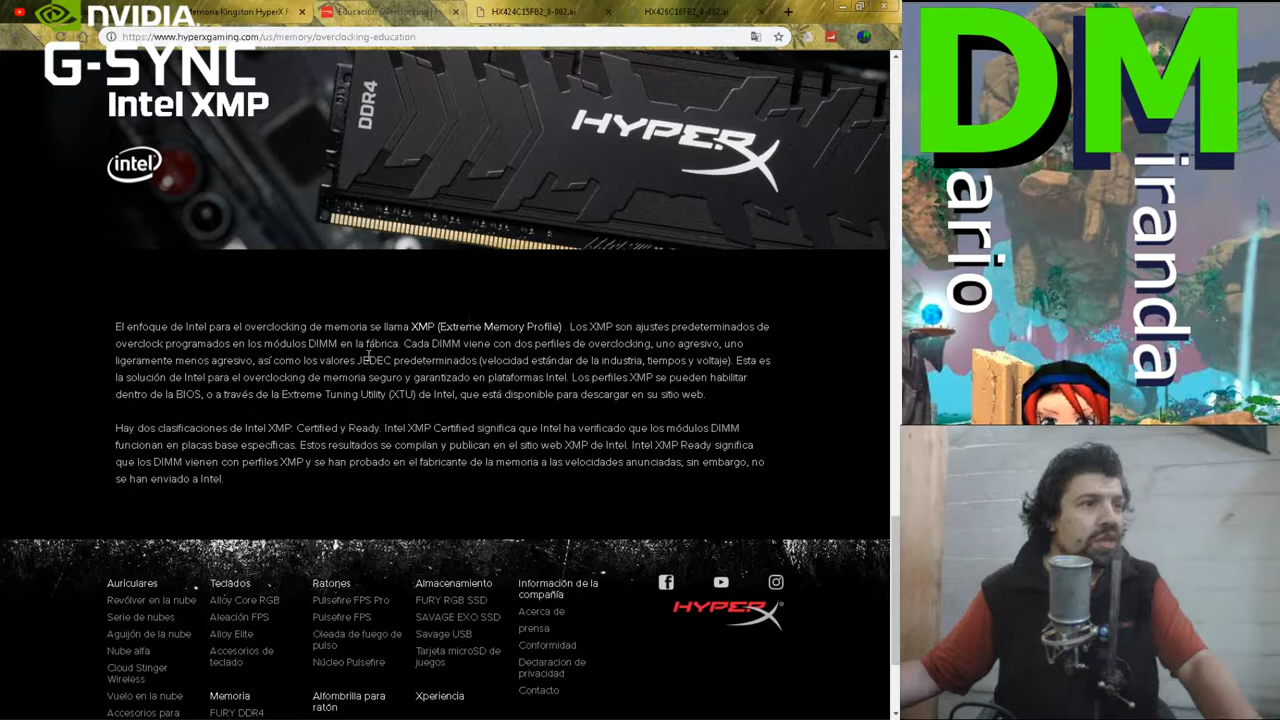 NVIDIA.
G-SYNC
Intel XMP
Memoria Kingston HyperX F
Educación Overclocking | H
HX424C15FB2_8-002.ai
HX426C16FB2_8-002.ai
https://www.hyperxgaming.com/us/memory/overclocking-education
intel
DDR4
HYPERX
DM
ario
iranda
El enfoque de Intel para el overclocking de memoria se llama XMP (Extreme Memory Profile) . Los XMP son ajustes predeterminados de
overclock programados en los módulos DIMM en la fábrica. Cada DIMM viene con dos perfiles de overclocking, uno agresivo, uno
ligeramente menos agresivo, así como los valores JEDEC predeterminados (velocidad estándar de la industria, tiempos y voltaje). Esta es
la solución de Intel para el overclocking de memoria seguro y garantizado en plataformas Intel. Los perfiles XMP se pueden habilitar
dentro de la BIOS, o a través de la Extreme Tuning Utility (XTU) de Intel, que está disponible para descargar en su sitio web.
Hay dos clasificaciones de Intel XMP: Certified y Ready. Intel XMP Certified significa que Intel ha verificado que los módulos DIMM
funcionan en placas base específicas. Estos resultados se compilan y publican en el sitio web XMP de Intel. Intel XMP Ready significa
que los DIMM vienen con perfiles XMP y se han probado en el fabricante de la memoria a las velocidades anunciadas; sin embargo, no
se han enviado a Intel.
Auriculares
Revólver en la nube
Serie de nubes
Aguijón de la nube
Nube alfa
Cloud Stinger
Wireless
Vuelo en la nube
Accesorios para
Teclados
Alloy Core RGB
Aleación FPS
Alloy Elite
Accesorios de
teclado
Memoria
FURY DDR4
Ratones
Pulsefire FPS Pro
Pulsefire FPS
Oleada de fuego de
pulso
Núcleo Pulsefire
Alfombrilla para
ratón
Almacenamiento
FURY RGB SSD
SAVAGE EXO SSD
Savage USB
Tarjeta microSD de
juegos
Xperiencia
Información de la
compañía
Acerca de
prensa
Conformidad
Declaracion de
privacidad
Contacto
HYPERX